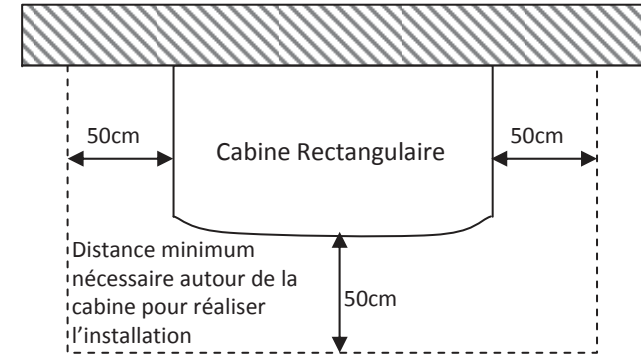 50cm
50cm
Cabine Rectangulaire
Distance minimum
nécessaire autour de la
cabine pour réaliser
l’installation
50cm